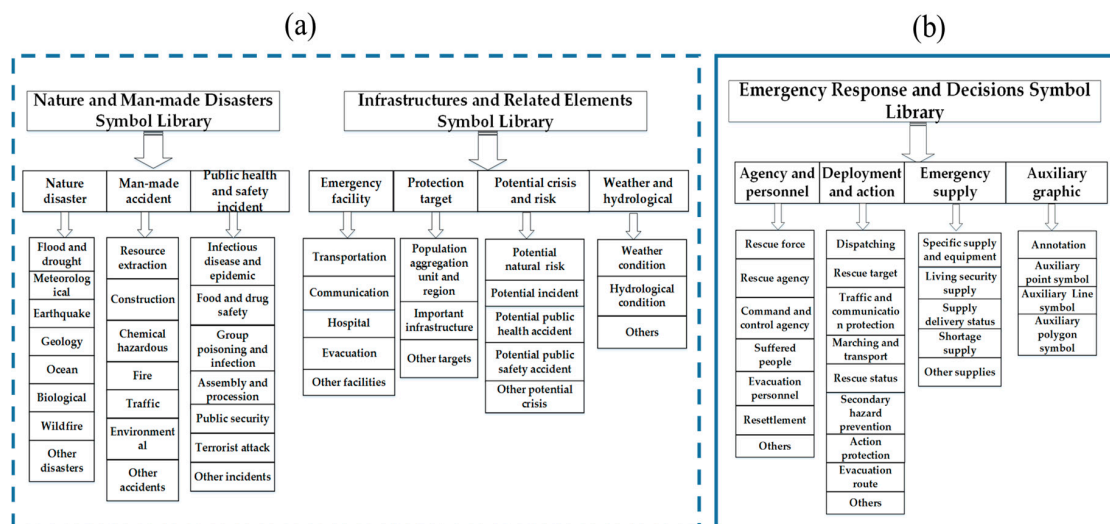 (a)
(b)
Nature and Man-made Disasters
Symbol Library
Infrastructures and Related Elements
Symbol Library
Emergency Response and Decisions Symbol
Library
Nature
disaster
Man-made
accident
Public health
and safety
incident
Emergency
facility
Protection
target
Potential crisis
and risk
Weather and
hydrological
Agency and
personnel
Deployment
and action
Emergency
supply
Auxiliary
graphic
Flood and
drought
Meteorolog
ical
Earthquake
Geology
Ocean
Biological
Wildfire
Other
disasters
Resource
extraction
Construction
Chemical
hazardous
Fire
Traffic
Environment
al
Other
accidents
Infectious
disease and
epidemic
Food and drug
safety
Group
poisoning and
infection
Assembly and
procession
Public security
Terrorist attack
Other incidents
Transportation
Communication
Hospital
Evacuation
Other facilities
Population
aggregation
unit and
region
Important
infrastructure
Other targets
Potential
natural risk
Potential incident
Potential public
health accident
Potential public
safety accident
Other potential
crisis
Weather
condition
Hydrological
condition
Others
Rescue force
Rescue agency
Command and
control agency
Suffered
people
Evacuation
personnel
Resettlement
Others
Dispatching
Rescue target
Traffic and
communicatio
n protection
Marching and
transport
Rescue status
Secondary
hazard
prevention
Action
protection
Evacuation
route
Others
Specific supply
and equipment
Living security
supply
Supply
delivery status
Shortage
supply
Other supplies
Annotation
Auxiliary
point symbol
Auxiliary Line
symbol
Auxiliary
polygon
symbol